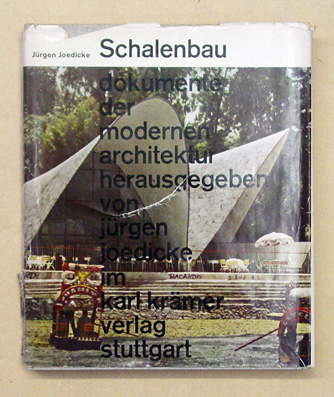 Jürgen Joedicke Schalenbau
dokumente
der
modernen
architektur
herausgegeben
von
jürgen
joedicke
im
karl krämer
verlag
stuttgart